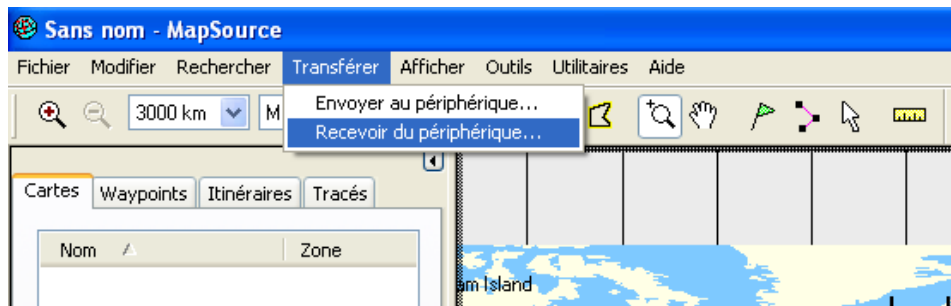 Sans nom - MapSource
Fichier Modifier Rechercher Transférer Afficher Outils Utilitaires Aide
3000 km M
Envoyer au périphérique...
Recevoir du périphérique...
Cartes Waypoints Itinéraires Tracés
Nom Zone
am Island